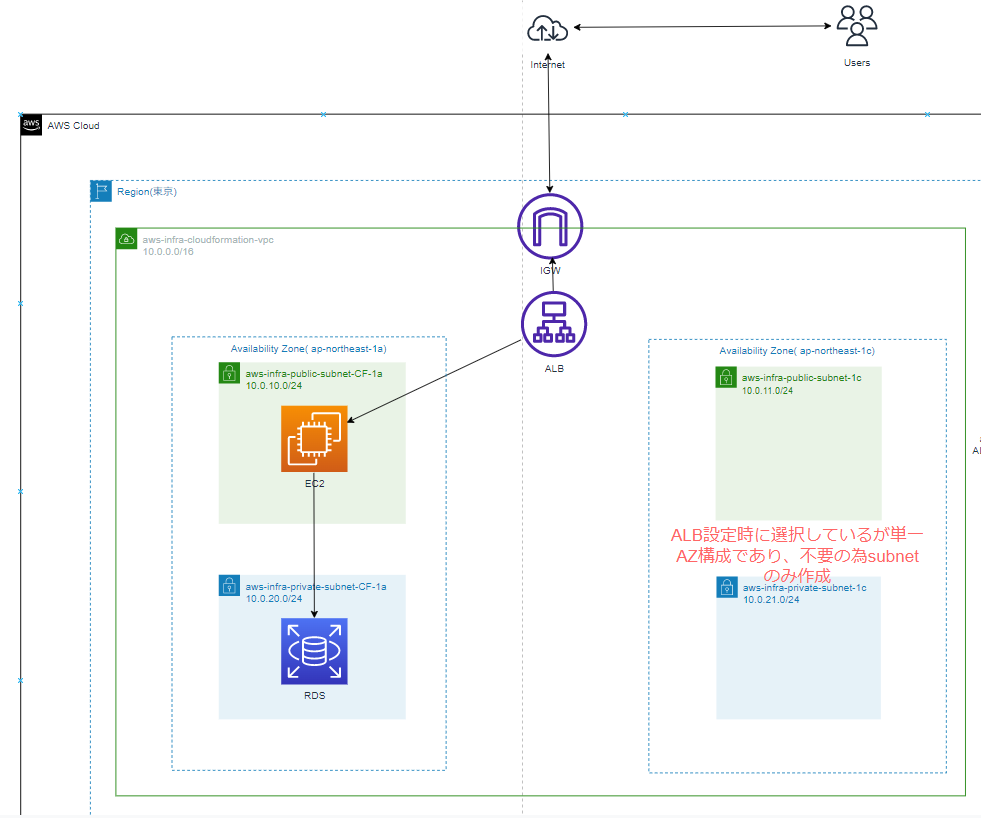 Internet
Users
aws
AWS Cloud
Region(東京)
aws-infra-cloudformation-vpc
10.0.0.0/16
IGW
ALB
Availability Zone( ap-northeast-1a)
aws-infra-public-subnet-CF-1a
10.0.10.0/24
EC2
aws-infra-private-subnet-CF-1a
10.0.20.0/24
RDS
Availability Zone( ap-northeast-1c)
aws-infra-public-subnet-1c
10.0.11.0/24
ALB設定時に選択しているが単一
AZ構成であり、不要の為subnet
のみ作成
aws-infra-private-subnet-1c
10.0.21.0/24